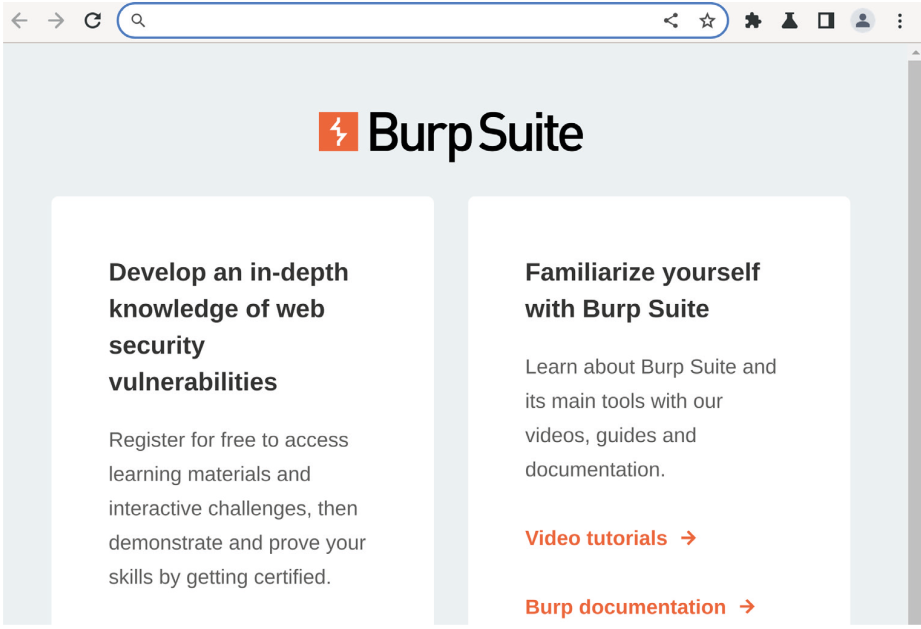 Burp Suite
Develop an in-depth
knowledge of web
security
vulnerabilities
Register for free to access
learning materials and
interactive challenges, then
demonstrate and prove your
skills by getting certified.
Familiarize yourself
with Burp Suite
Learn about Burp Suite and
its main tools with our
videos, guides and
documentation.
Video tutorials →
Burp documentation →